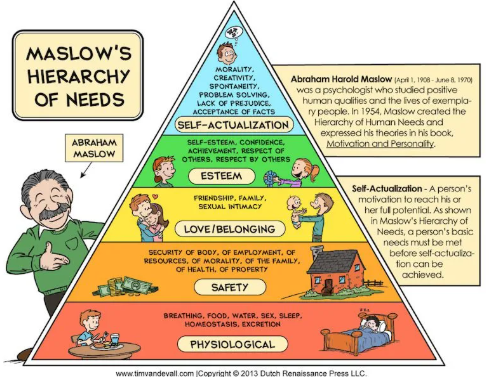 MASLOW'S
HIERARCHY
OF NEEDS
ABRAHAM
MASLOW
MORALITY,
CREATIVITY,
SPONTANEITY,
PROBLEM SOLVING,
LACK OF PREJUDICE,
ACCEPTANCE OF FACTS
SELF-ACTUALIZATION
SELF-ESTEEM, CONFIDENCE,
ACHIEVEMENT, RESPECT OF
OTHERS, RESPECT BY OTHERS
ESTEEM
FRIENDSHIP, FAMILY,
SEXUAL INTIMACY
LOVE/BELONGING
SECURITY OF BODY, OF EMPLOYMENT, OF
RESOURCES, OF MORALITY, OF THE FAMILY,
OF HEALTH, OF PROPERTY
SAFETY
BREATHING, FOOD, WATER, SEX, SLEEP,
HOMEOSTASIS, EXCRETION
PHYSIOLOGICAL
Abraham Harold Maslow (April 1, 1908 - June 8, 1970)
was a psychologist who studied positive
human qualities and the lives of exempla-
ry people. In 1954, Maslow created the
Hierarchy of Human Needs and
expressed his theories in his book,
Motivation and Personality.
Self-Actualization - A person's
motivation to reach his or
her full potential. As shown
in Maslow's Hierarchy of
Needs, a person's basic
needs must be met
before self-actualiza-
tion can be
achieved.
www.timvandevall.com |Copyright © 2013 Dutch Renaissance Press LLC.